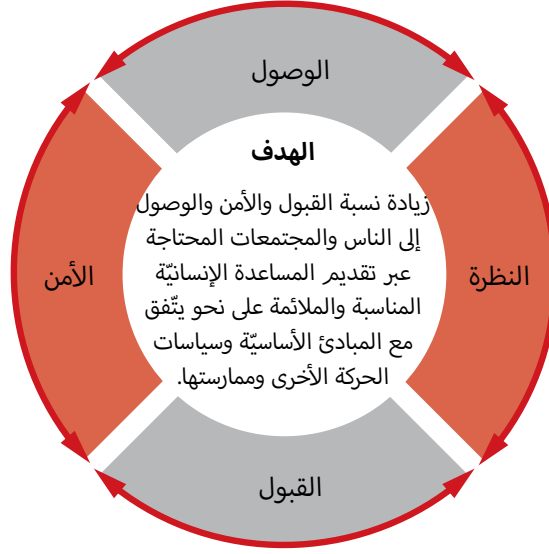 الوصول
الهدف
زيادة نسبة القبول والأمن والوصول
إلى الناس والمجتمعات المحتاجة
عبر تقديم المساعدة الإنسانيّة
المناسبة والملائمة على نحو يتّفق
مع المبادئ الأساسيّة وسياسات
الحركة الأخرى وممارستها.
النظرة
الأمن
القبول